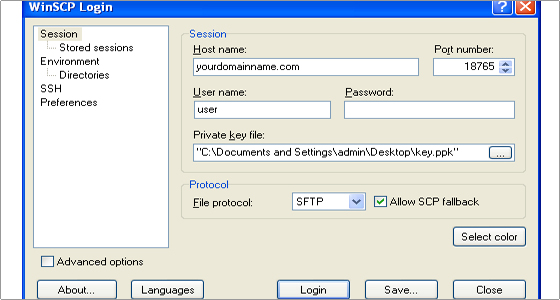 WinSCP Login
Session
Stored sessions
Environment
Directories
SSH
Preferences
Session
Host name:
Port number:
yourdomainname.com
18765
User name:
Password:
user
Private key file:
"C:\Documents and Settings\admin\Desktop\key.ppk"
...
Protocol
File protocol:
SFTP
Allow SCP fallback
Select color
Advanced options
About...
Languages
Login
Save...
Close